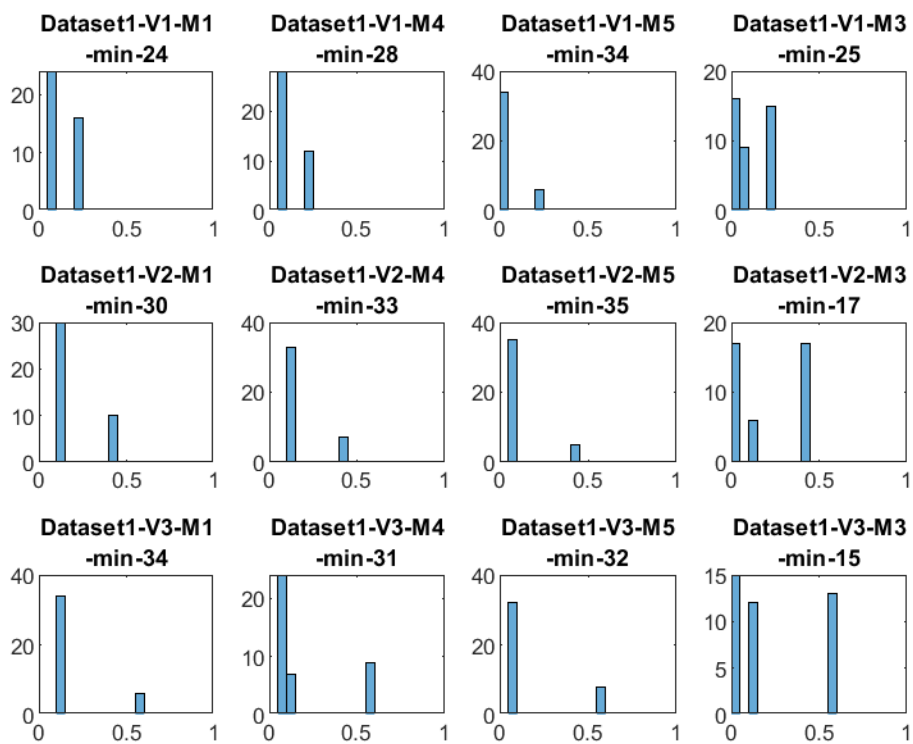 Dataset1-V1-M1
-min-24
Dataset1-V1-M4
-min-28
Dataset1-V1-M5
-min-34
Dataset1-V1-M3
-min-25
20
10
0
0 0.5 1
20
10
0
0 0.5 1
40
20
0
0 0.5 1
20
10
0
0 0.5 1
Dataset1-V2-M1
-min-30
Dataset1-V2-M4
-min-33
Dataset1-V2-M5
-min-35
Dataset1-V2-M3
-min-17
30
20
10
0
0 0.5 1
40
20
0
0 0.5 1
40
20
0
0 0.5 1
20
10
0
0 0.5 1
Dataset1-V3-M1
-min-34
Dataset1-V3-M4
-min-31
Dataset1-V3-M5
-min-32
Dataset1-V3-M3
-min-15
40
20
0
0 0.5 1
20
10
0
0 0.5 1
40
20
0
0 0.5 1
15
10
5
0
0 0.5 1